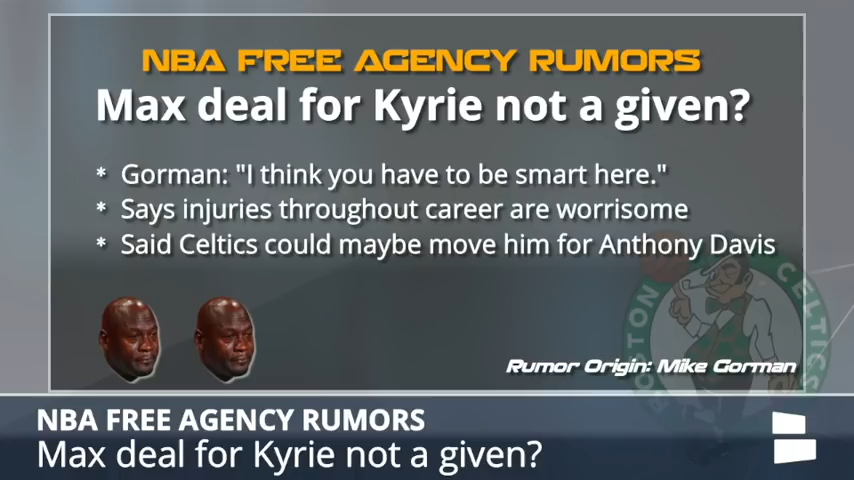 NBA FREE AGENCY RUMORS
Max deal for Kyrie not a given?
* Gorman: "I think you have to be smart here."
* Says injuries throughout career are worrisome
* Said Celtics could maybe move him for Anthony Davis
BOSTON CELTICS
Rumor Origin: Mike Gorman
NBA FREE AGENCY RUMORS
Max deal for Kyrie not a given?